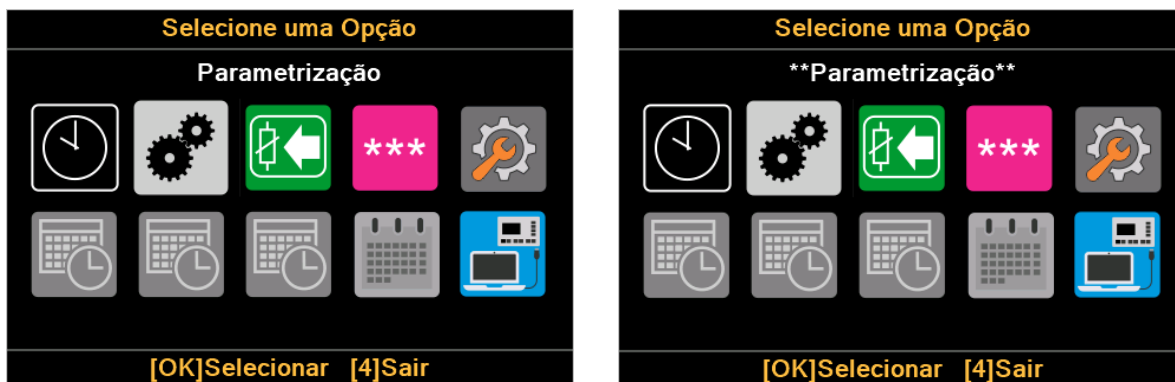 Selecione uma Opção
Parametrização
***
[OK]Selecionar [4]Sair
Selecione uma Opção
**Parametrização**
***
[OK]Selecionar [4]Sair